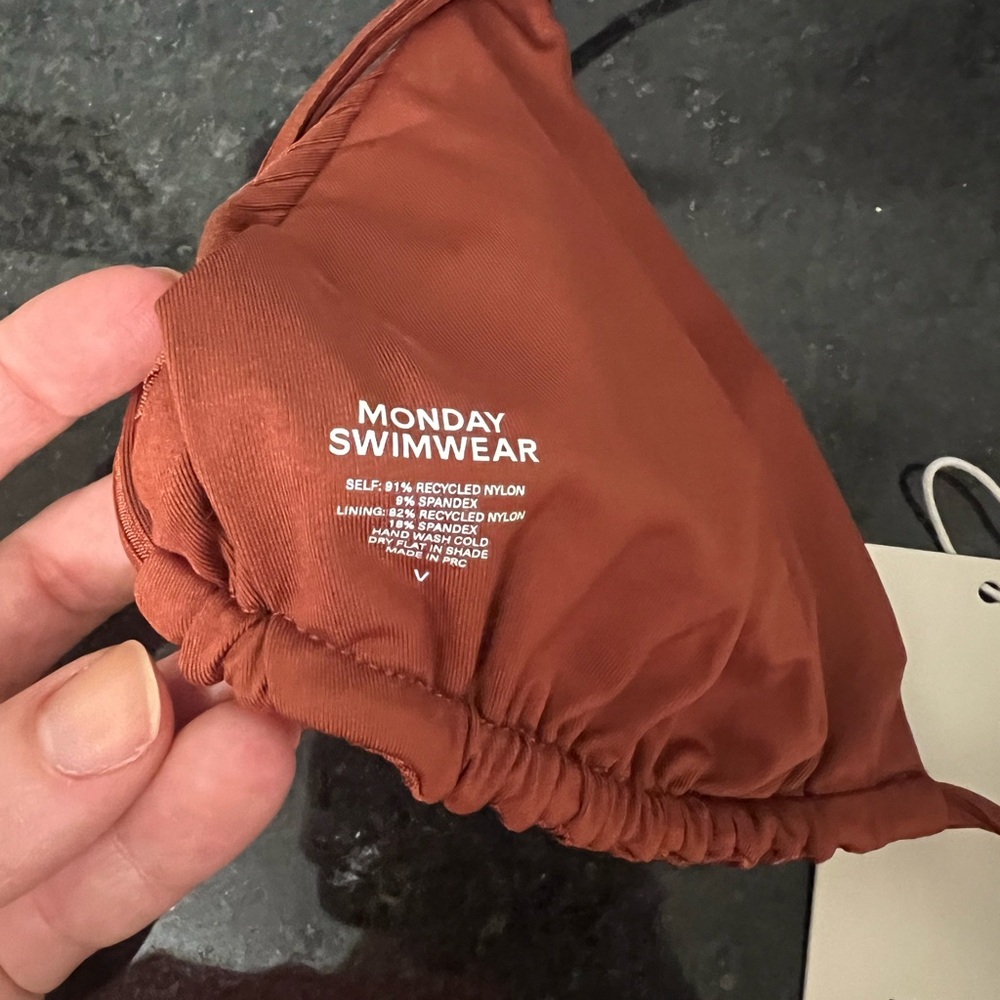 MONDAY
SWIMWEAR
SELF: 91% RECYCLED NYLON
9% SPANDEX
LINING: 82% RECYCLED NYLON
18% SPANDEX
HAND WASH COLD
DRY FLAT IN SHADE
MADE IN PRC
V